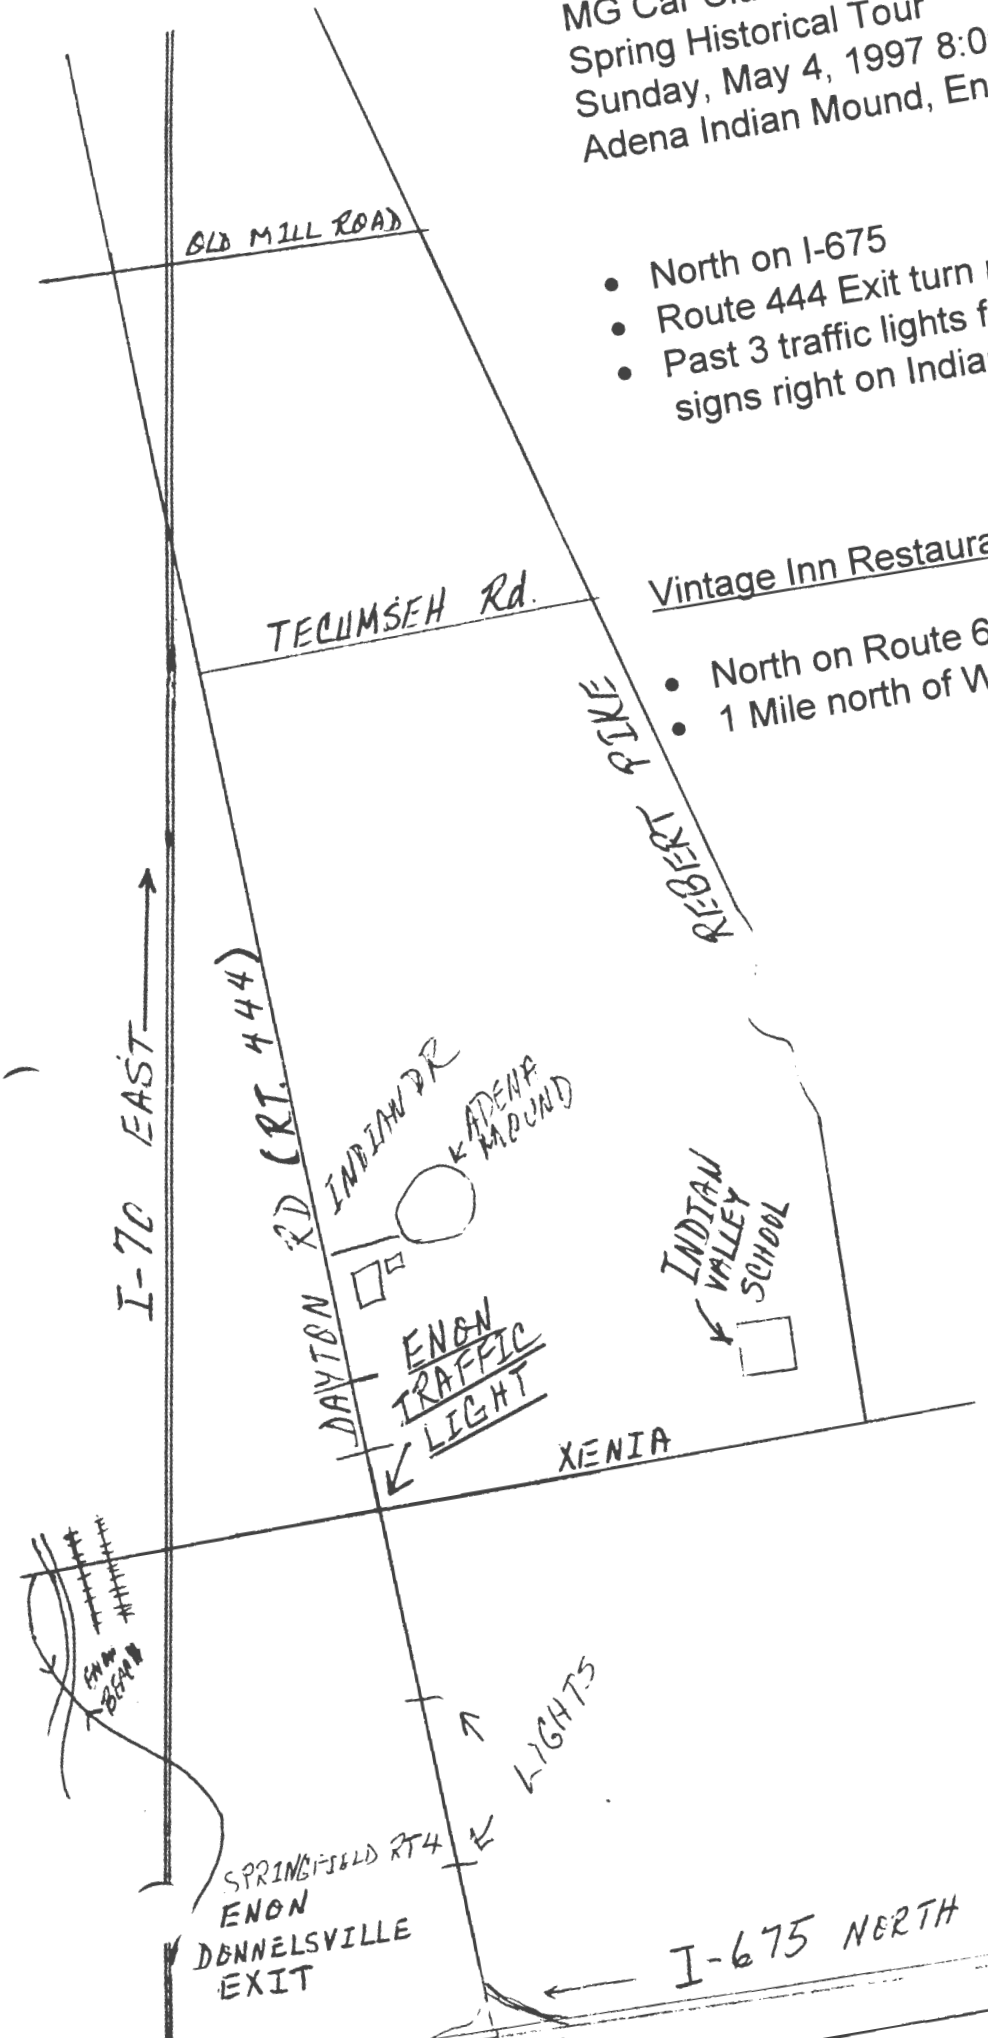 MG Car
Spring Historical Tour
Sunday, May 4, 1997 8:0
Adena Indian Mound, En
OLD MILL ROAD
• North on I-675
• Route 444 Exit turn
• Past 3 traffic lights f
signs right on India
TECUMSEH Rd.
Vintage Inn Restaura
• North on Route 6
• 1 Mile north of W
REBERT PIKE
I-70 EAST
DAYTON RD (RT. 444)
INDIAN DR
ADENA
MOUND
INDIAN
VALLEY
SCHOOL
ENON
TRAFFIC
LIGHT
XENIA
ENON
BEACH
LIGHTS
SPRINGFIELD RT4
ENON
DONNELSVILLE
EXIT
I-675 NORTH